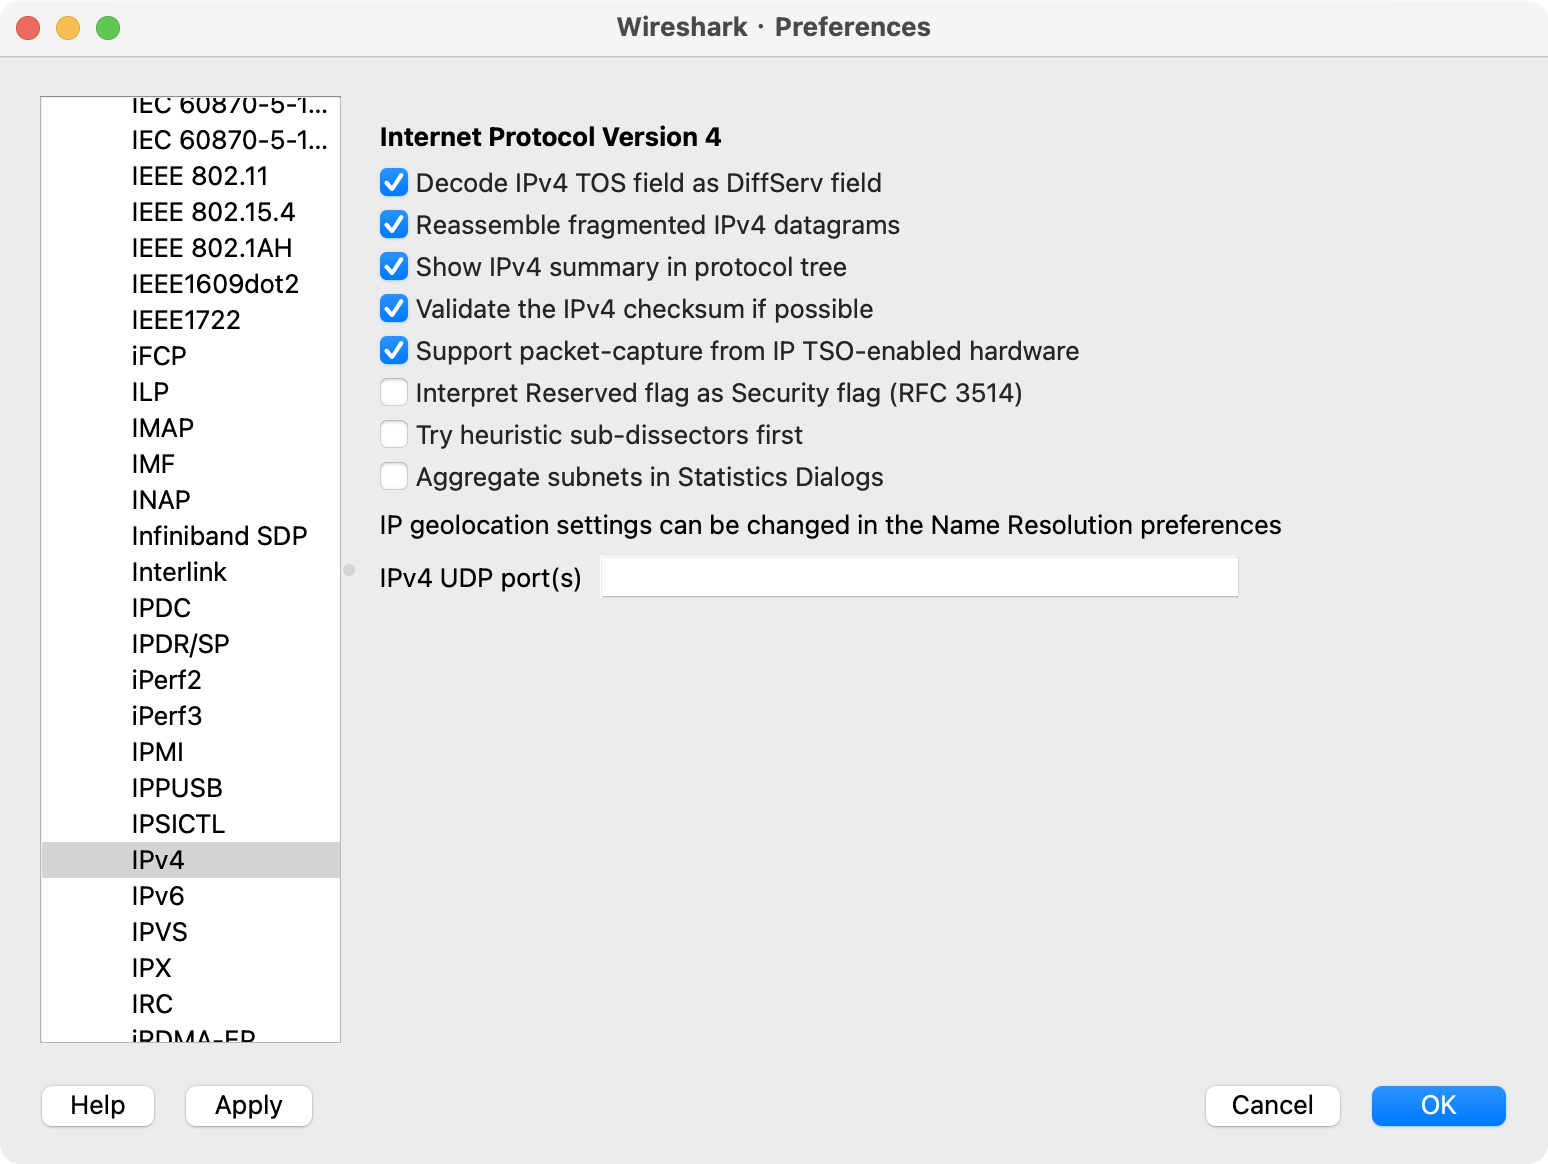 Wireshark · Preferences
IEC 60870-5-1...
IEC 60870-5-1...
IEEE 802.11
IEEE 802.15.4
IEEE 802.1AH
IEEE1609dot2
IEEE1722
iFCP
ILP
IMAP
IMF
INAP
Infiniband SDP
Interlink
IPDC
IPDR/SP
iPerf2
iPerf3
IPMI
IPPUSB
IPSICTL
IPv4
IPv6
IPVS
IPX
IRC
iRDMA-EP
Internet Protocol Version 4
Decode IPv4 TOS field as DiffServ field
Reassemble fragmented IPv4 datagrams
Show IPv4 summary in protocol tree
Validate the IPv4 checksum if possible
Support packet-capture from IP TSO-enabled hardware
Interpret Reserved flag as Security flag (RFC 3514)
Try heuristic sub-dissectors first
Aggregate subnets in Statistics Dialogs
IP geolocation settings can be changed in the Name Resolution preferences
IPv4 UDP port(s)
Help
Apply
Cancel
OK